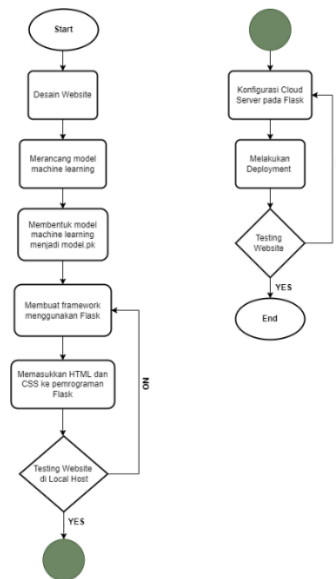 Start
Desain Website
Merancang model
machine learning
Membentuk model
machine learning
menjadi model.pk
Membuat framework
menggunakan Flask
Memasukkan HTML dan
CSS ke pemrograman
Flask
NO
Testing Website
di Local Host
YES
Konfigurasi Cloud
Server pada Flask
Melakukan
Deployment
Testing
Website
YES
End